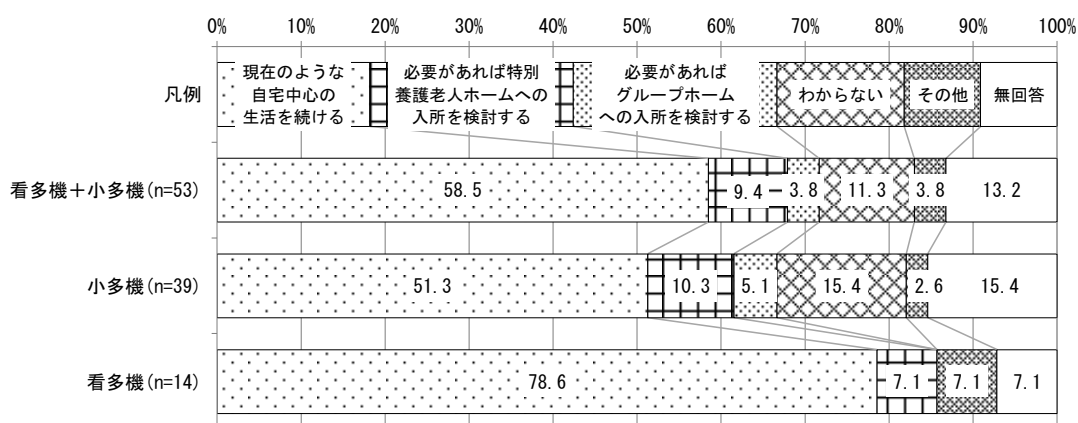 0% 10% 20% 30% 40% 50% 60% 70% 80% 90% 100%
凡例
現在のような
自宅中心の
生活を続ける
必要があれば特別
養護老人ホームへの
入所を検討する
必要があれば
グループホーム
への入所を検討する
わからない
その他
無回答
看多機＋小多機(n=53) 58.5 9.4 3.8 11.3 3.8 13.2
小多機(n=39) 51.3 10.3 5.1 15.4 2.6 15.4
看多機(n=14) 78.6 7.1 7.1 7.1